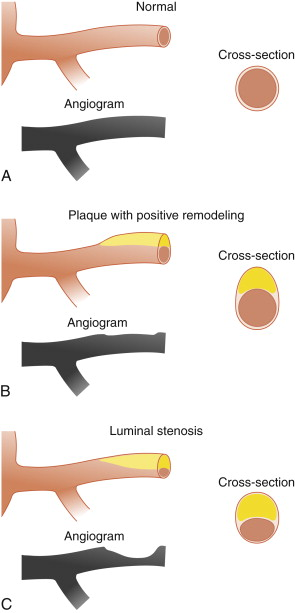 Normal
Cross-section
Angiogram
A
Plaque with positive remodeling
Cross-section
Angiogram
B
Luminal stenosis
Cross-section
Angiogram
C